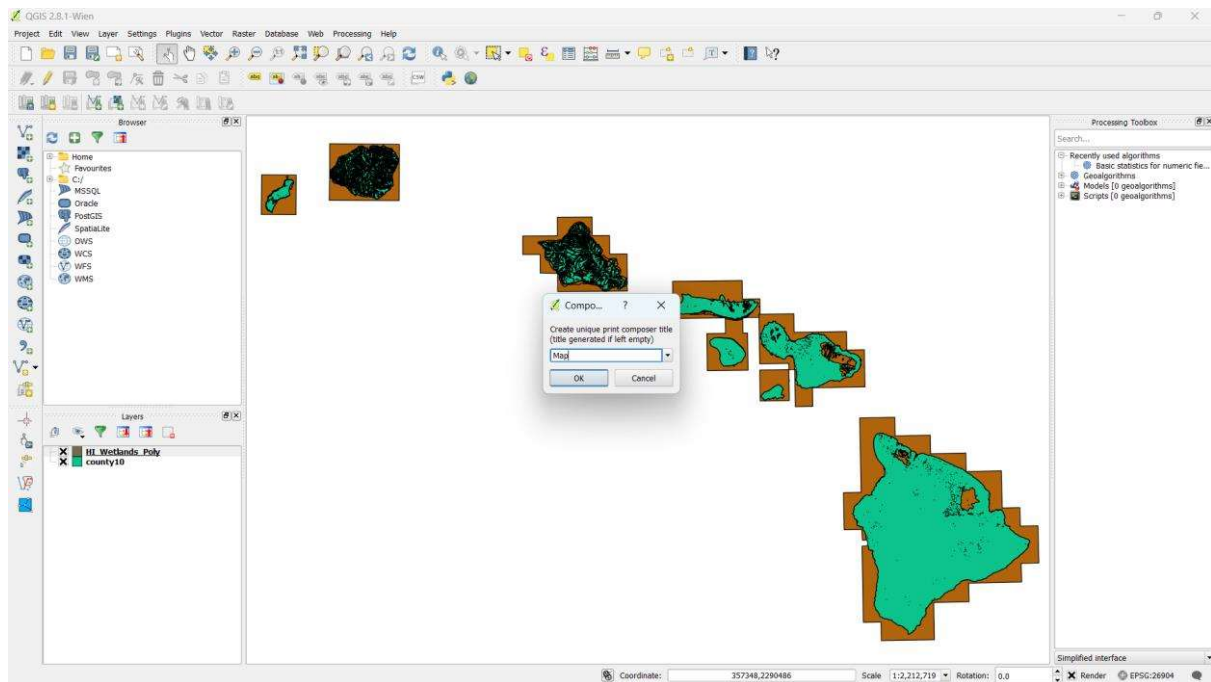 QGIS 2.8.1-Wien
Project Edit View Layer Settings Plugins Vector Raster Database Web Processing Help
CSW
Browser
Home
Favourites
C:/
MSSQL
Oracle
PostGIS
SpatiaLite
OWS
WCS
WFS
WMS
Layers
HI_Wetlands_Poly
county10
Compo... ?
Create unique print composer title
(title generated if left empty)
Map
OK Cancel
Processing Toolbox
Search...
Recently used algorithms
Basic statistics for numeric fie...
Geoalgorithms
Models [0 geoalgorithms]
Scripts [0 geoalgorithms]
Simplified interface
Coordinate: 357348,2290486 Scale 1:2,212,719 Rotation: 0.0 Render EPSG:26904